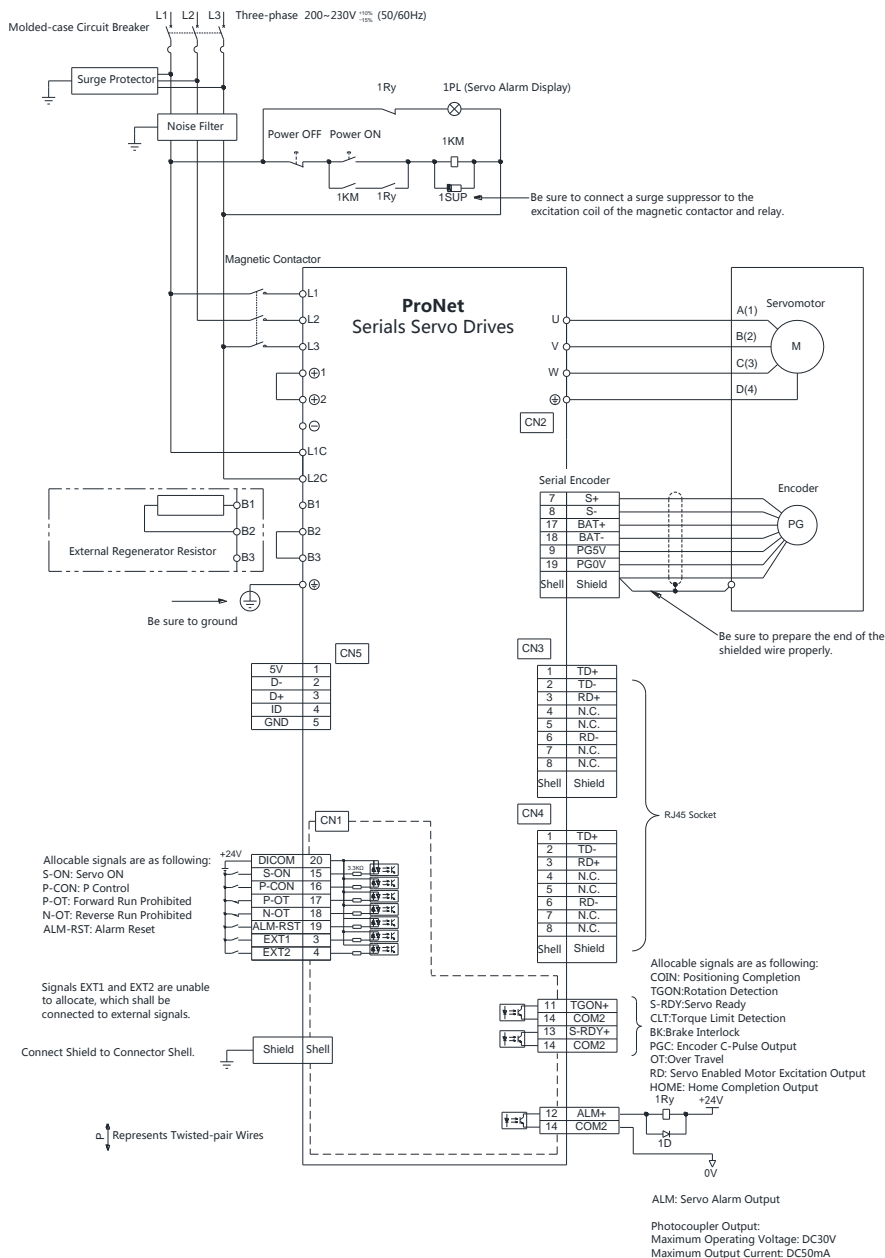 L1 L2 L3 Three-phase 200~230V +10% -15% (50/60Hz)
Molded-case Circuit Breaker
Surge Protector
Noise Filter
1Ry 1PL (Servo Alarm Display)
Power OFF Power ON
1KM
1KM 1Ry 1SUP
Be sure to connect a surge suppressor to the
excitation coil of the magnetic contactor and relay.
Magnetic Contactor
ProNet
Serials Servo Drives
L1
L2
L3
1
2
L1C
L2C
B1
B2
B3
B1
B2
B3
External Regenerator Resistor
Be sure to ground
U
V
W
A(1)
B(2)
C(3)
D(4)
Servomotor
M
CN2
Serial Encoder
7 S+
8 S-
17 BAT+
18 BAT-
9 PG5V
19 PG0V
Shell Shield
Encoder
PG
Be sure to prepare the end of the
shielded wire properly.
CN5
5V 1
D- 2
D+ 3
ID 4
GND 5
CN3
1 TD+
2 TD-
3 RD+
4 N.C.
5 N.C.
6 RD-
7 N.C.
8 N.C.
Shell Shield
CN4
1 TD+
2 TD-
3 RD+
4 N.C.
5 N.C.
6 RD-
7 N.C.
8 N.C.
Shell Shield
RJ45 Socket
CN1
Allocable signals are as following:
S-ON: Servo ON
P-CON: P Control
P-OT: Forward Run Prohibited
N-OT: Reverse Run Prohibited
ALM-RST: Alarm Reset
+24V
DICOM 20
S-ON 15
P-CON 16
P-OT 17
N-OT 18
ALM-RST 19
EXT1 3
EXT2 4
3.3KΩ
Signals EXT1 and EXT2 are unable
to allocate, which shall be
connected to external signals.
Connect Shield to Connector Shell.
Shield Shell
P Represents Twisted-pair Wires
11 TGON+
14 COM2
13 S-RDY+
14 COM2
Allocable signals are as following:
COIN: Positioning Completion
TGON:Rotation Detection
S-RDY:Servo Ready
CLT:Torque Limit Detection
BK:Brake Interlock
PGC: Encoder C-Pulse Output
OT:Over Travel
RD: Servo Enabled Motor Excitation Output
HOME: Home Completion Output
12 ALM+
14 COM2
1Ry +24V
1D
0V
ALM: Servo Alarm Output
Photocoupler Output:
Maximum Operating Voltage: DC30V
Maximum Output Current: DC50mA